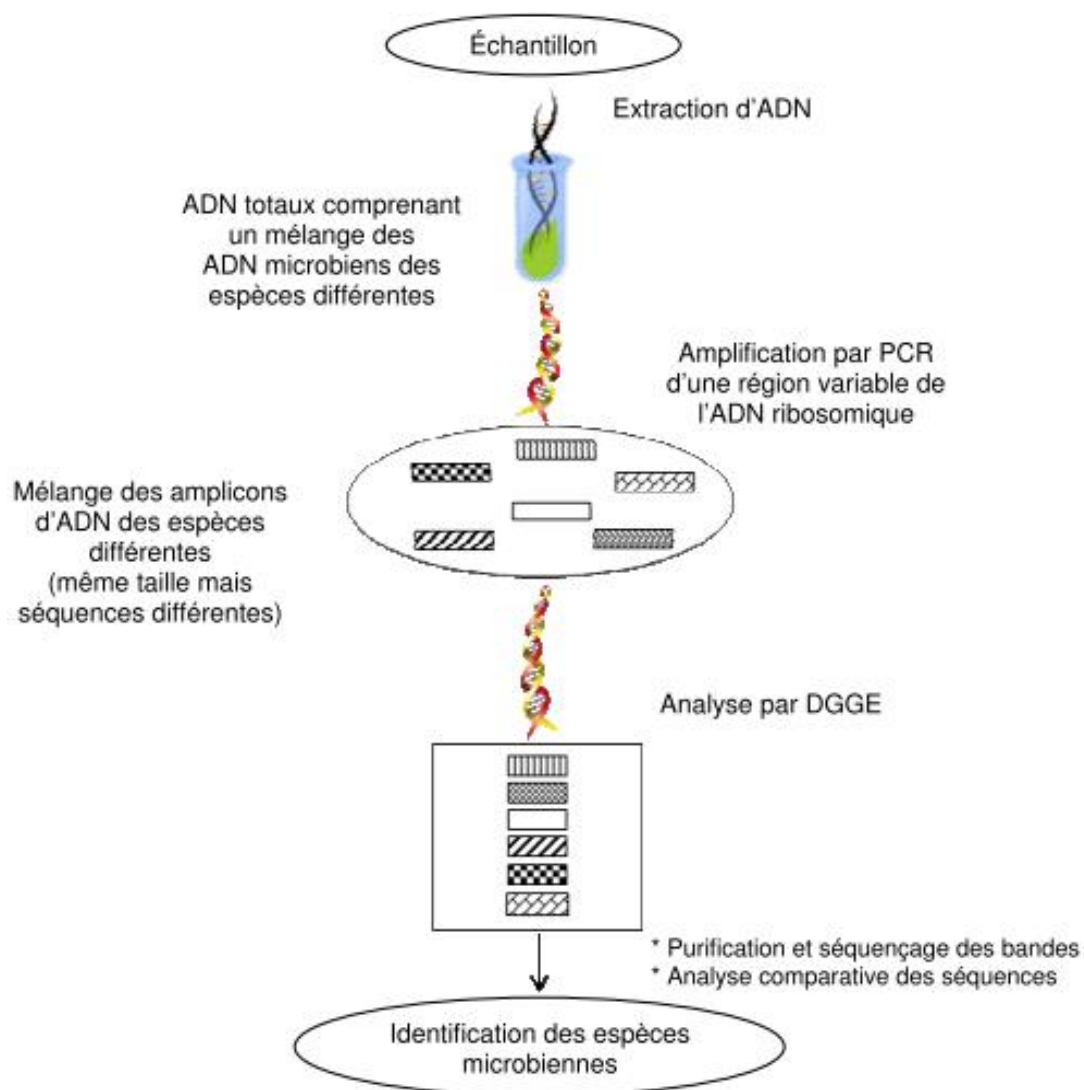 Échantillon
Extraction d'ADN
ADN totaux comprenant
un mélange des
ADN microbiens des
espèces différentes
Amplification par PCR
d'une région variable de
l'ADN ribosomique
Mélange des amplicons
d'ADN des espèces
différentes
(même taille mais
séquences différentes)
Analyse par DGGE
* Purification et séquençage des bandes
* Analyse comparative des séquences
Identification des espèces
microbiennes